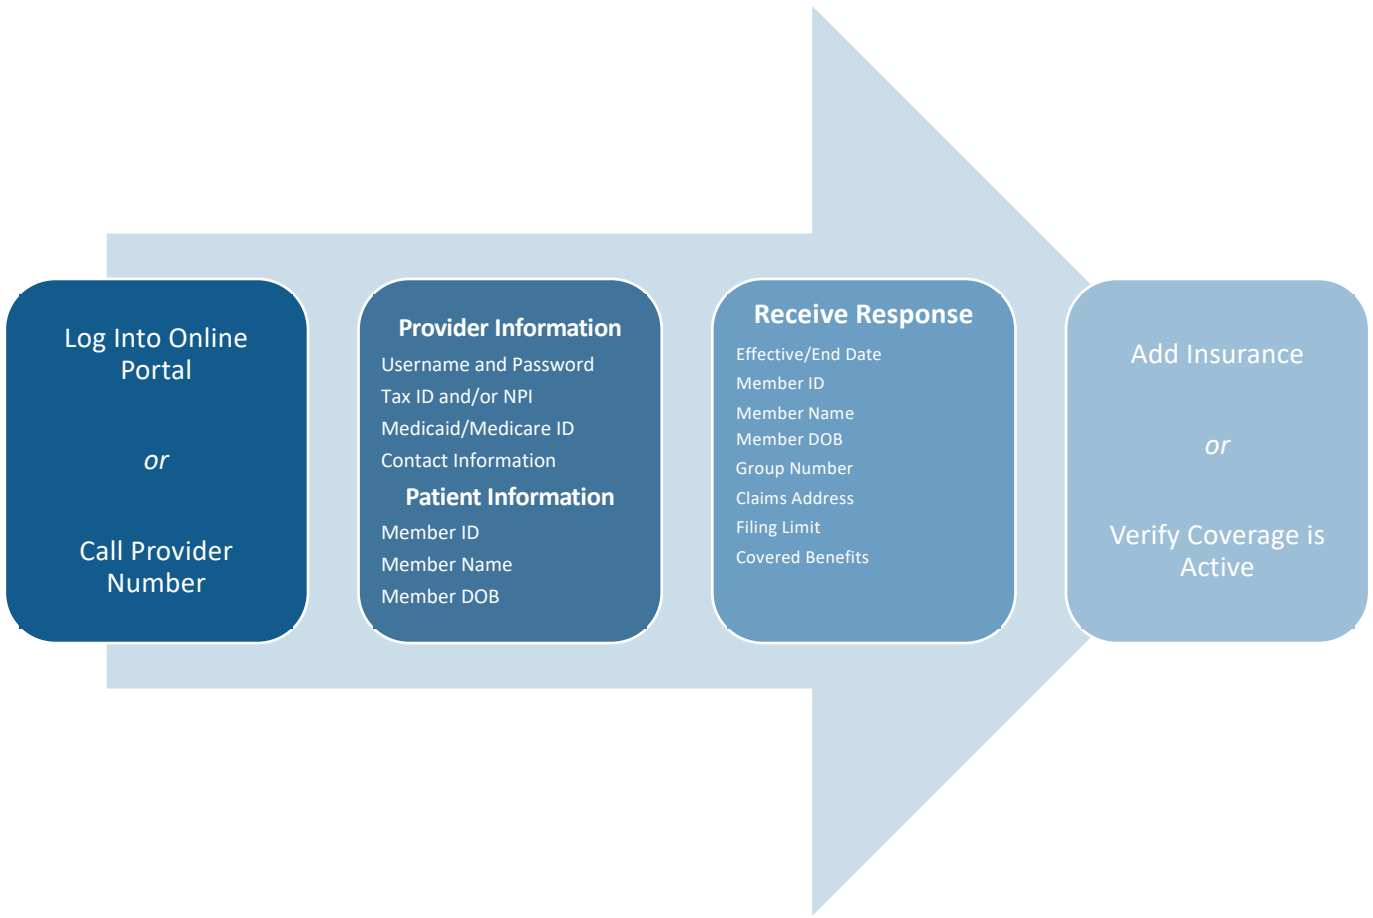 Log Into Online
Portal
or
Call Provider
Number
Provider Information
Username and Password
Tax ID and/or NPI
Medicaid/Medicare ID
Contact Information
Patient Information
Member ID
Member Name
Member DOB
Receive Response
Effective/End Date
Member ID
Member Name
Member DOB
Group Number
Claims Address
Filing Limit
Covered Benefits
Add Insurance
or
Verify Coverage is
Active